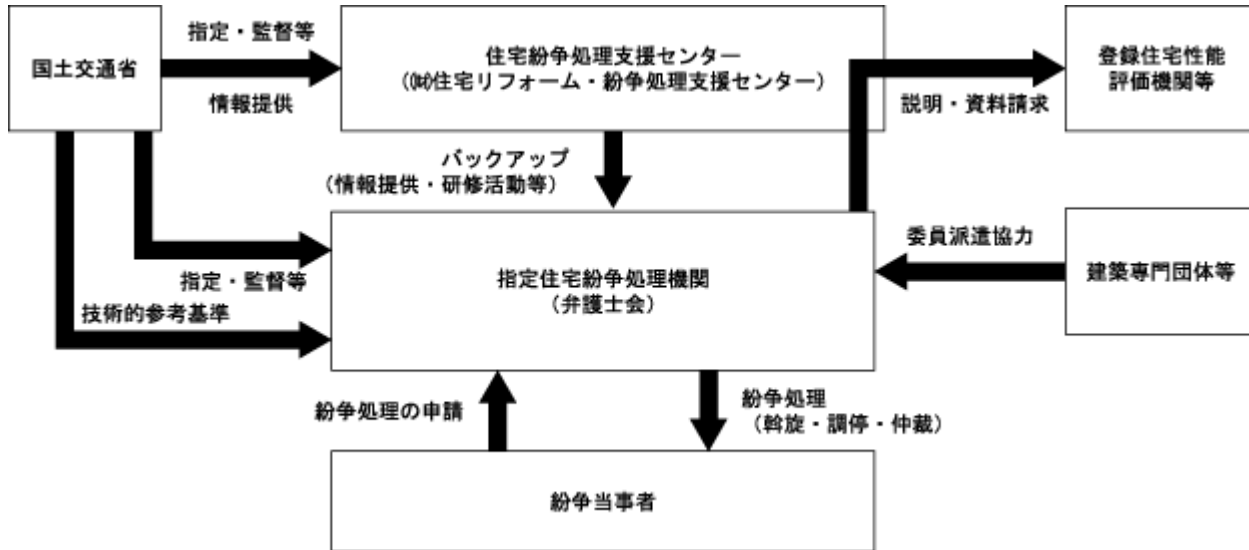 国土交通省
指定・監督等
情報提供
住宅紛争処理支援センター
(㈶住宅リフォーム・紛争処理支援センター)
説明・資料請求
登録住宅性能
評価機関等
バックアップ
(情報提供・研修活動等)
指定・監督等
技術的参考基準
指定住宅紛争処理機関
(弁護士会)
委員派遣協力
建築専門団体等
紛争処理の申請
紛争処理
(斡旋・調停・仲裁)
紛争当事者